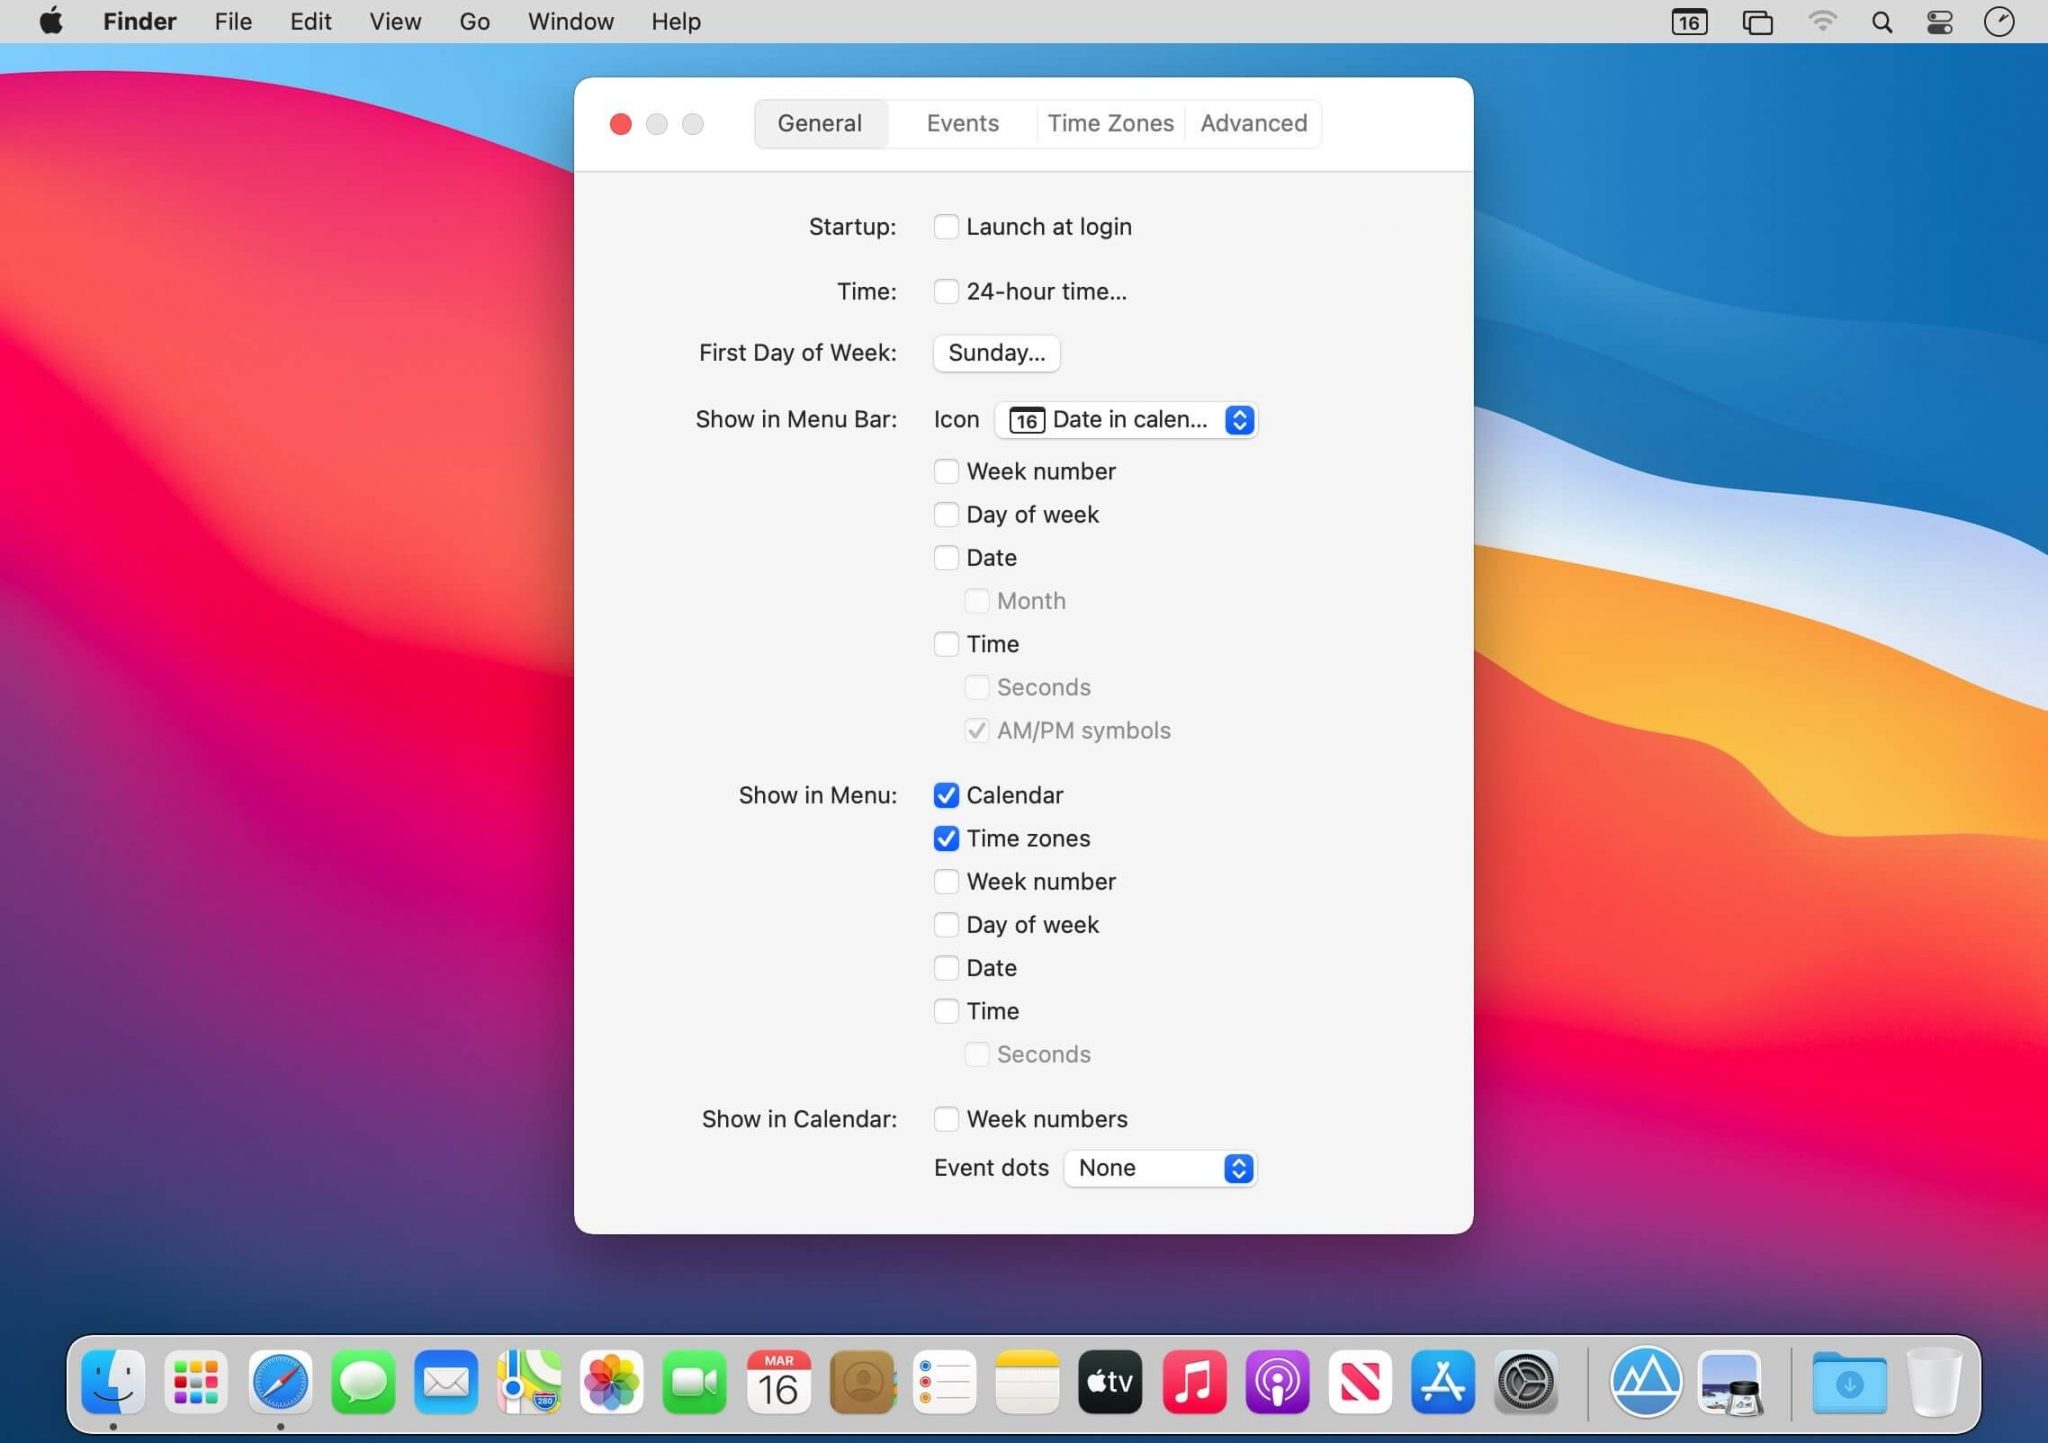 Finder File Edit View Go Window Help 16
General Events Time Zones Advanced
Startup: Launch at login
Time: 24-hour time...
First Day of Week: Sunday...
Show in Menu Bar: Icon 16 Date in calen...
Week number
Day of week
Date
Month
Time
Seconds
AM/PM symbols
Show in Menu: Calendar
Time zones
Week number
Day of week
Date
Time
Seconds
Show in Calendar: Week numbers
Event dots None
280
MAR
16
tv